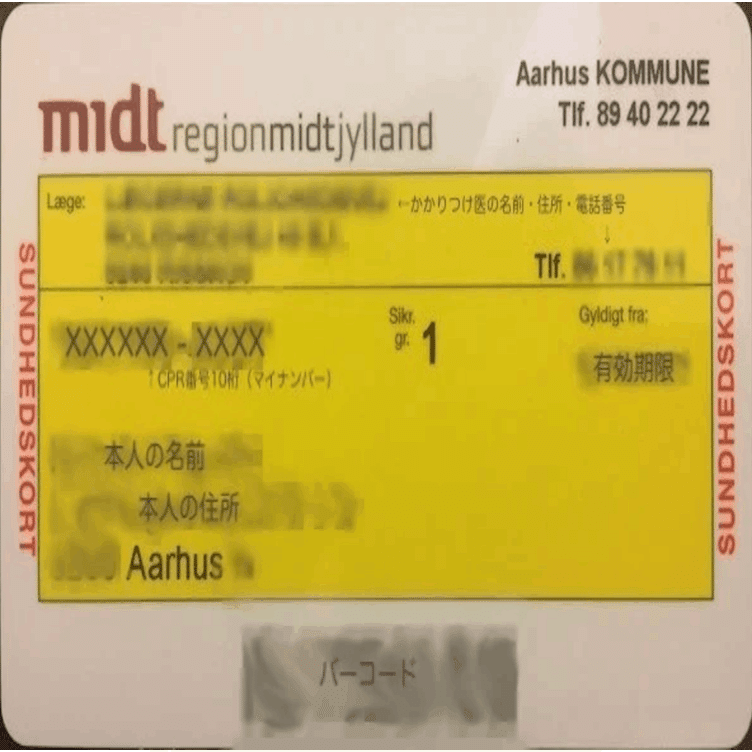 Aarhus KOMMUNE
Tlf. 89 40 22 22
midt regionmidtjylland
Læge:
←かかりつけ医の名前・住所・電話番号
↓
Tlf.
SUNDHEDSKORT
SUNDHEDSKORT
XXXXXX - XXXX
Sikr. gr. 1
Gyldigt fra:
↑CPR番号10桁（マイナンバー）
有効期限
本人の名前
本人の住所
Aarhus
バーコード